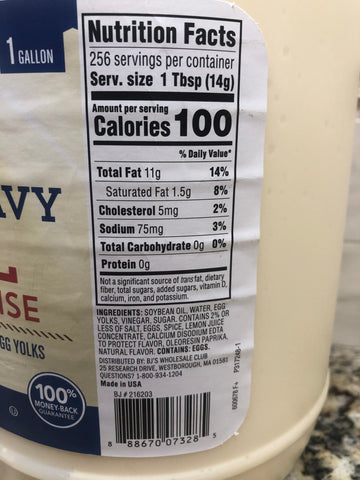 1 GALLON
AVY
ISE
GG YOLKS
100%
MONEY-BACK
GUARANTEE
Nutrition Facts
256 servings per container
Serv. size 1 Tbsp (14g)
Amount per serving
Calories 100
% Daily Value*
Total Fat 11g 14%
Saturated Fat 1.5g 8%
Cholesterol 5mg 2%
Sodium 75mg 3%
Total Carbohydrate 0g 0%
Protein 0g
Not a significant source of trans fat, dietary
fiber, total sugars, added sugars, vitamin D,
calcium, iron, and potassium.
INGREDIENTS: SOYBEAN OIL, WATER, EGG
YOLKS, VINEGAR, SUGAR. CONTAINS 2% OR
LESS OF SALT, EGGS, SPICE, LEMON JUICE
CONCENTRATE, CALCIUM DISODIUM EDTA
TO PROTECT FLAVOR, OLEORESIN PAPRIKA,
NATURAL FLAVOR. CONTAINS: EGGS.
DISTRIBUTED BY: BJ'S WHOLESALE CLUB
25 RESEARCH DRIVE, WESTBOROUGH, MA 01581
QUESTIONS? 1-800-934-1204
Made in USA
BJ # 216203
8 88670 07328 5